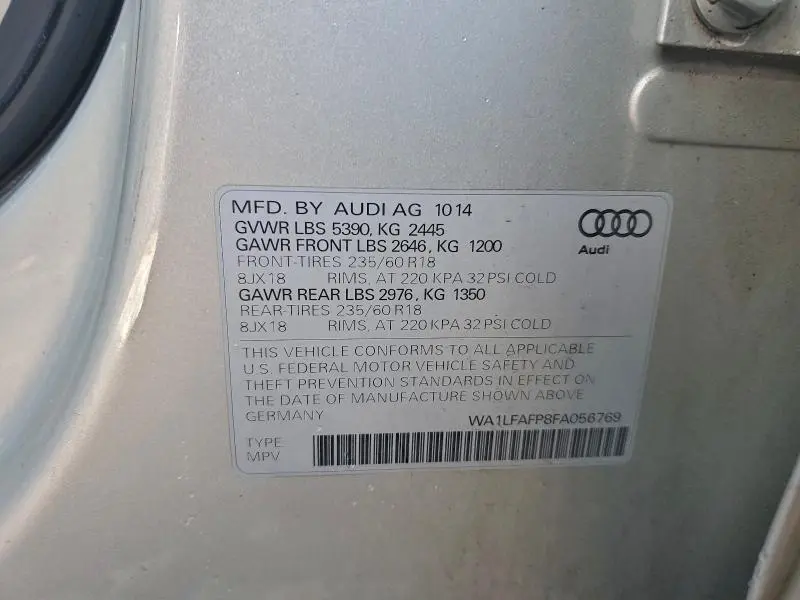 MFD. BY AUDI AG 1014
GVWR LBS 5390, KG 2445
GAWR FRONT LBS 2646, KG 1200
FRONT-TIRES 235/60 R18
8JX18 RIMS, AT 220 KPA 32 PSI COLD
GAWR REAR LBS 2976, KG 1350
REAR-TIRES 235/60 R18
8JX18 RIMS, AT 220 KPA 32 PSI COLD
Audi
THIS VEHICLE CONFORMS TO ALL APPLICABLE
U.S. FEDERAL MOTOR VEHICLE SAFETY AND
THEFT PREVENTION STANDARDS IN EFFECT ON
THE DATE OF MANUFACTURE SHOWN ABOVE.
GERMANY WA1LFAFP8FA056769
TYPE
MPV